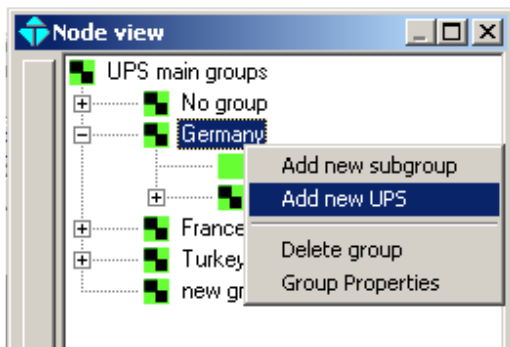 Node view
UPS main groups
No group
Germany
Add new subgroup
Add new UPS
France
Delete group
Turkey
Group Properties
new gr